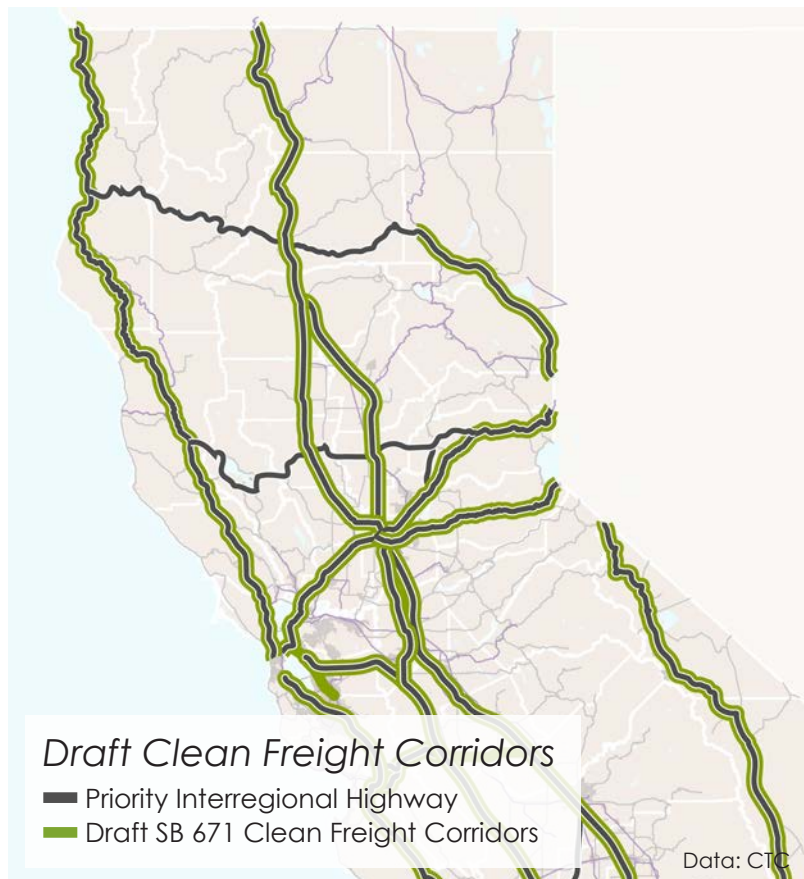 Draft Clean Freight Corridors
Priority Interregional Highway
Draft SB 671 Clean Freight Corridors
Data: CTC